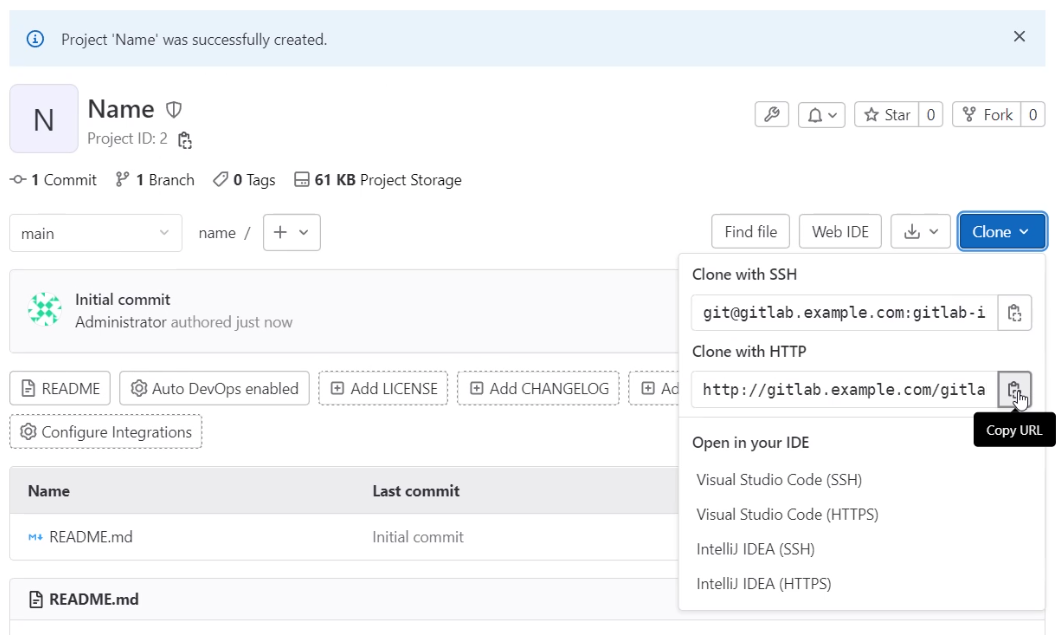 Project 'Name' was successfully created.
N
Name
Project ID: 2
Star 0
Fork 0
1 Commit 1 Branch 0 Tags 61 KB Project Storage
main
name /
Find file
Web IDE
Clone
Clone with SSH
git@gitlab.example.com:gitlab-i
Clone with HTTP
http://gitlab.example.com/gitla
Copy URL
Open in your IDE
Visual Studio Code (SSH)
Visual Studio Code (HTTPS)
IntelliJ IDEA (SSH)
IntelliJ IDEA (HTTPS)
Initial commit
Administrator authored just now
README
Auto DevOps enabled
Add LICENSE
Add CHANGELOG
Ad
Configure Integrations
Name Last commit
M README.md Initial commit
README.md